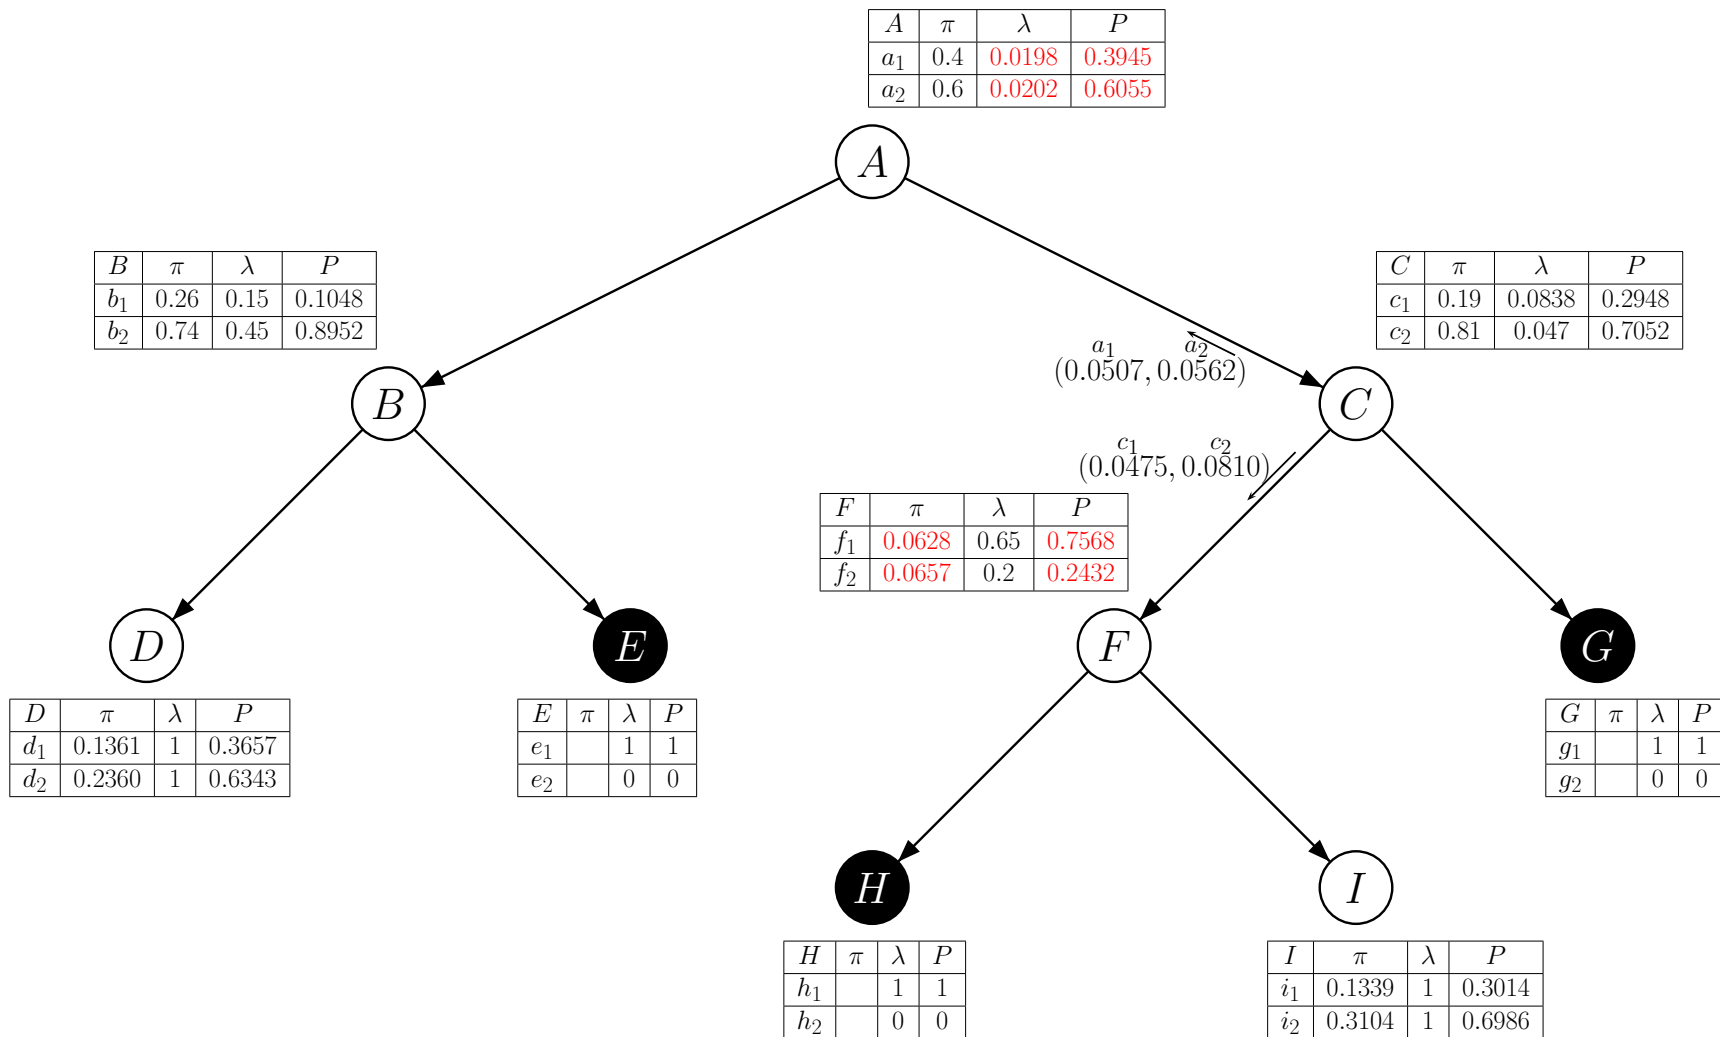 A π λ P
a₁ 0.4 0.0198 0.3945
a₂ 0.6 0.0202 0.6055
A
B π λ P
b₁ 0.26 0.15 0.1048
b₂ 0.74 0.45 0.8952
C π λ P
c₁ 0.19 0.0838 0.2948
c₂ 0.81 0.047 0.7052
a₁ a₂
(0.0507, 0.0562)
B
C
c₁ c₂
(0.0475, 0.0810)
F π λ P
f₁ 0.0628 0.65 0.7568
f₂ 0.0657 0.2 0.2432
D
E
F
G
D π λ P
d₁ 0.1361 1 0.3657
d₂ 0.2360 1 0.6343
E π λ P
e₁ 1 1
e₂ 0 0
G π λ P
g₁ 1 1
g₂ 0 0
H
I
H π λ P
h₁ 1 1
h₂ 0 0
I π λ P
i₁ 0.1339 1 0.3014
i₂ 0.3104 1 0.6986